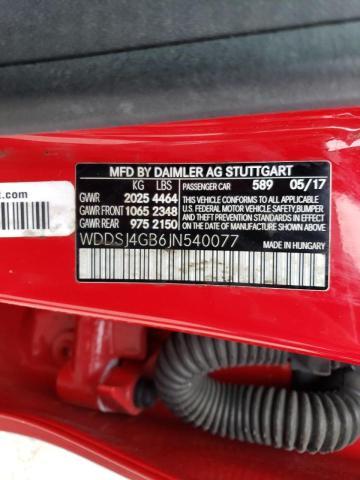 MFD BY DAIMLER AG STUTTGART
KG LBS
PASSENGER CAR 589 05/17
GVWR 2025 4464
GAWR FRONT 1065 2348
GAWR REAR 975 2150
THIS VEHICLE CONFORMS TO ALL APPLICABLE
U.S. FEDERAL MOTOR VEHICLE SAFETY, BUMPER
AND THEFT PREVENTION STANDARDS IN EFFECT
ON THE DATE OF MANUFACTURE SHOWN ABOVE.
WDDSJ4GB6JN540077
MADE IN HUNGARY
E.com